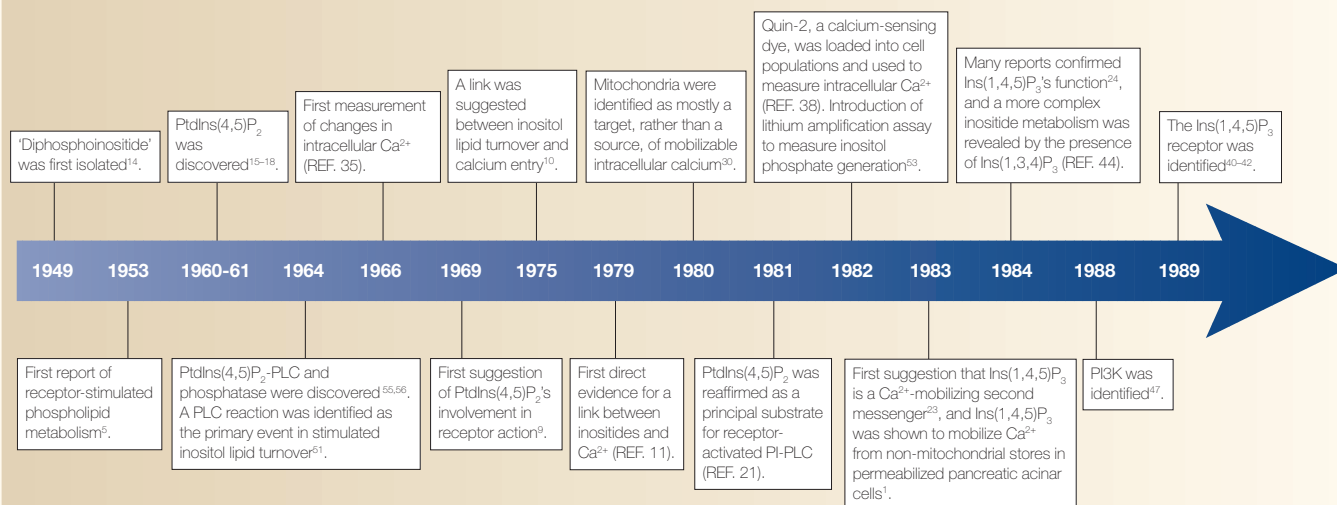 'Diphosphoinositide'
was first isolated¹⁴.
PtdIns(4,5)P₂
was
discovered¹⁵⁻¹⁸.
First measurement
of changes in
intracellular Ca²⁺
(REF. 35).
A link was
suggested
between inositol
lipid turnover and
calcium entry¹⁰.
Mitochondria were
identified as mostly a
target, rather than a
source, of mobilizable
intracellular calcium³⁰.
Quin-2, a calcium-sensing
dye, was loaded into cell
populations and used to
measure intracellular Ca²⁺
(REF. 38). Introduction of
lithium amplification assay
to measure inositol
phosphate generation⁵³.
Many reports confirmed
Ins(1,4,5)P₃'s function²⁴,
and a more complex
inositide metabolism was
revealed by the presence
of Ins(1,3,4)P₃ (REF. 44).
The Ins(1,4,5)P₃
receptor was
identified⁴⁰⁻⁴².
1949 1953 1960-61 1964 1966 1969 1975 1979 1980 1981 1982 1983 1984 1988 1989
First report of
receptor-stimulated
phospholipid
metabolism⁵.
PtdIns(4,5)P₂-PLC and
phosphatase were discovered⁵⁵,⁵⁶.
A PLC reaction was identified as
the primary event in stimulated
inositol lipid turnover⁵¹.
First suggestion
of PtdIns(4,5)P₂'s
involvement in
receptor action⁹.
First direct
evidence for a
link between
inositides and
Ca²⁺ (REF. 11).
PtdIns(4,5)P₂ was
reaffirmed as a
principal substrate
for receptor-
activated PI-PLC
(REF. 21).
First suggestion that Ins(1,4,5)P₃
is a Ca²⁺-mobilizing second
messenger²³, and Ins(1,4,5)P₃
was shown to mobilize Ca²⁺
from non-mitochondrial stores in
permeabilized pancreatic acinar
cells¹.
PI3K was
identified⁴⁷.